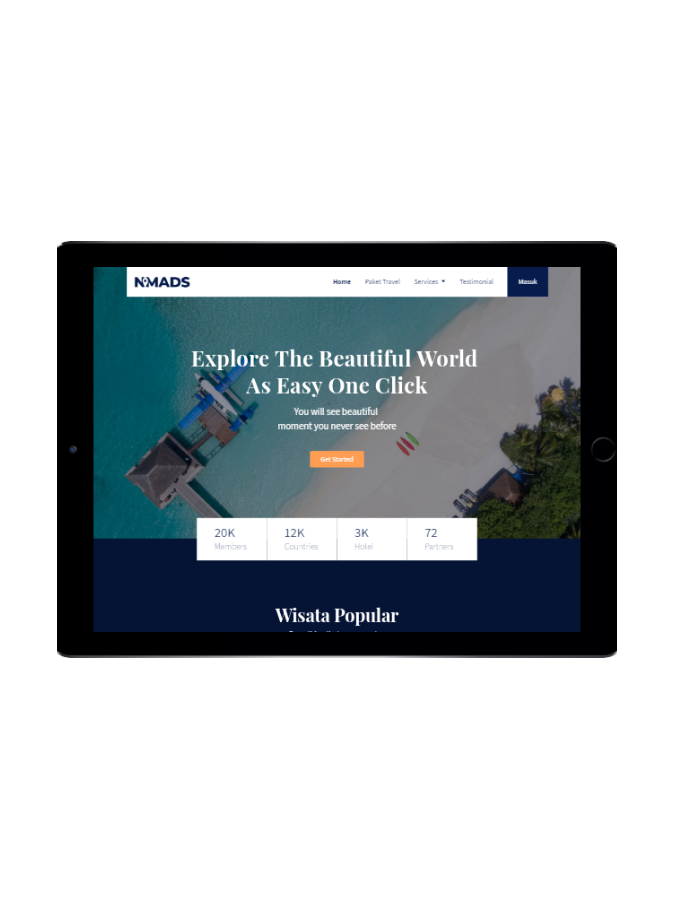 NOMADS
Home Paket Travel Services Testimonial Masuk
Explore The Beautiful World
As Easy One Click
You will see beautiful
moment you never see before
Get Started
20K 12K 3K 72
Members Countries Hotel Partners
Wisata Popular